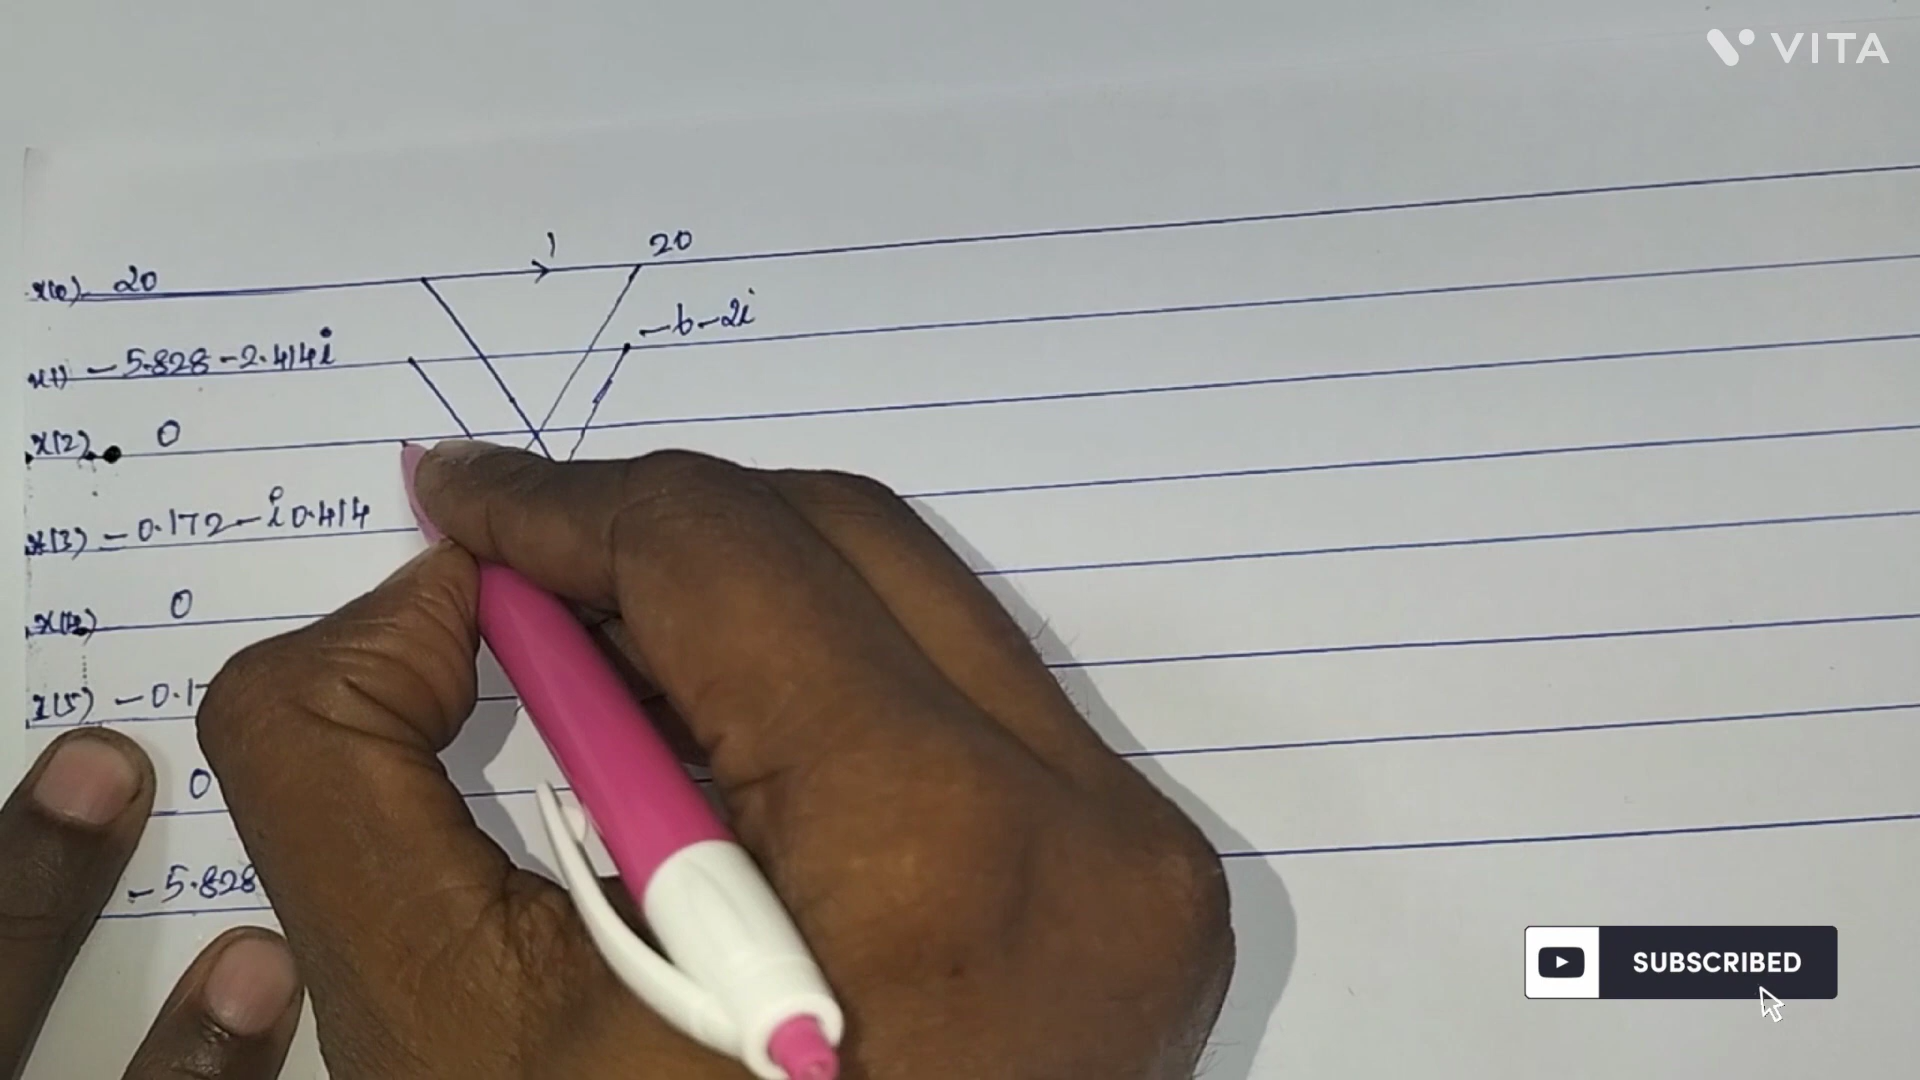 VITA
1
20
x(0) 20
-6-2i
x(1) -5.828-2.414i
x(2) 0
x(3) -0.172-i0.414
x(4) 0
x(5) -0.17
0
-5.828
SUBSCRIBED